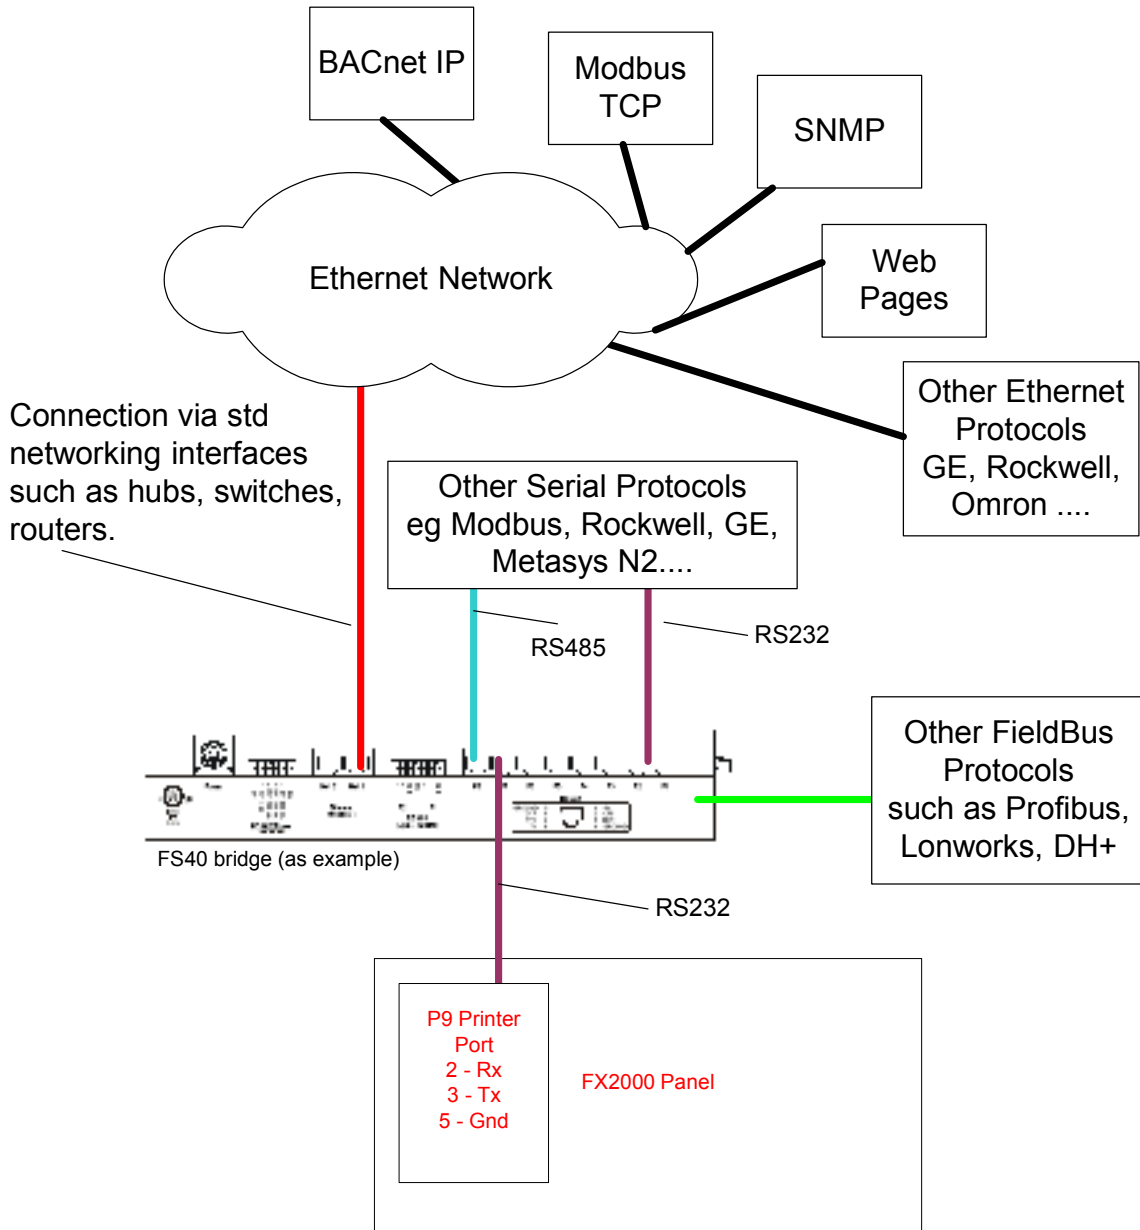 BACnet IP
Modbus
TCP
SNMP
Ethernet Network
Web
Pages
Other Ethernet
Protocols
GE, Rockwell,
Omron ....
Connection via std
networking interfaces
such as hubs, switches,
routers.
Other Serial Protocols
eg Modbus, Rockwell, GE,
Metasys N2....
RS485
RS232
Other FieldBus
Protocols
such as Profibus,
Lonworks, DH+
FS40 bridge (as example)
RS232
P9 Printer
Port
2 - Rx
3 - Tx
5 - Gnd
FX2000 Panel